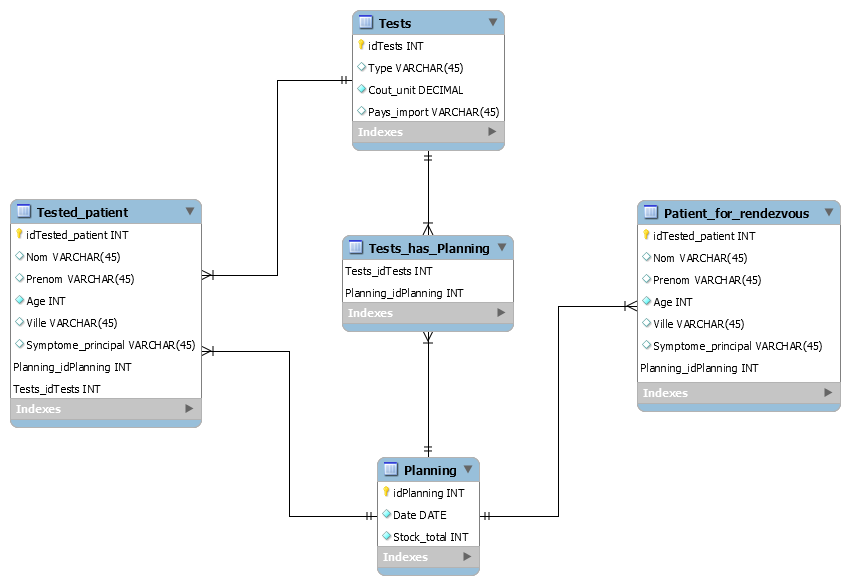 Tests
idTests INT
Type VARCHAR(45)
Cout_unit DECIMAL
Pays_import VARCHAR(45)
Indexes
Tested_patient
idTested_patient INT
Nom VARCHAR(45)
Prenom VARCHAR(45)
Age INT
Ville VARCHAR(45)
Symptome_principal VARCHAR(45)
Planning_idPlanning INT
Tests_idTests INT
Indexes
Tests_has_Planning
Tests_idTests INT
Planning_idPlanning INT
Indexes
Patient_for_rendezvous
idTested_patient INT
Nom VARCHAR(45)
Prenom VARCHAR(45)
Age INT
Ville VARCHAR(45)
Symptome_principal VARCHAR(45)
Planning_idPlanning INT
Indexes
Planning
idPlanning INT
Date DATE
Stock_total INT
Indexes